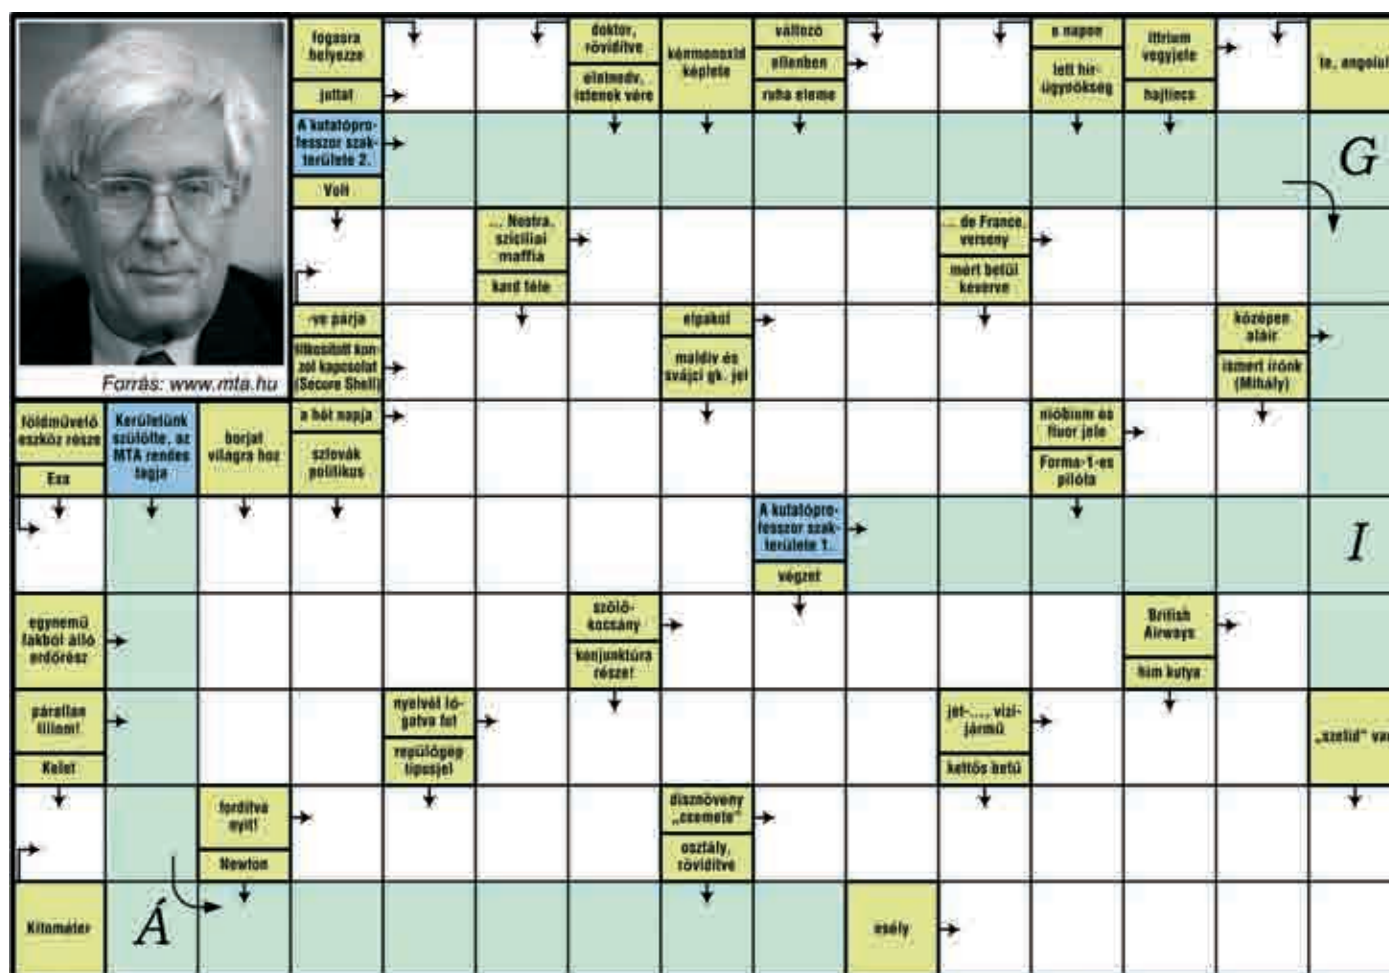 fogasra
helyezze
juttat
doktor,
rövidítve
életnedv,
istenek vére
kénmonoxid
képlete
változó
ellenben
ruha eleme
a napon
lett hír-
ügynökség
ittrium
vegyjele
hajtincs
te, angolul
A kutatópro-
fesszor szak-
területe 2.
Volt
G
... Nostra,
szicíliai
maffia
kard féle
... de France,
verseny
mért betűi
keverve
-ve párja
titkosított kon-
zol kapcsolat
(Secure Shell)
elpakol
maldív és
svájci gk. jel
középen
aláír
ismert írónk
(Mihály)
Forrás: www.mta.hu
földművelő
eszköz része
Exa
Kerületünk
szülötte, az
MTA rendes
tagja
borjat
világra hoz
a hét napja
szlovák
politikus
nióbium és
fluor jele
Forma-1-es
pilóta
A kutatópro-
fesszor szak-
területe 1.
végzet
I
egynemű
fákból álló
erdőrész
szőlő-
kocsány
konjunktúra
része!
British
Airways
hím kutya
páratlan
liliom!
Kelet
nyelvét ló-
gatva fut
repülőgép
típusjel
jet-..., vízi-
jármű
kettős betű
„szelíd” va
fordítva
nyit!
Newton
dísznövény
„csemete”
osztály,
rövidítve
Kilométer
Á
esély